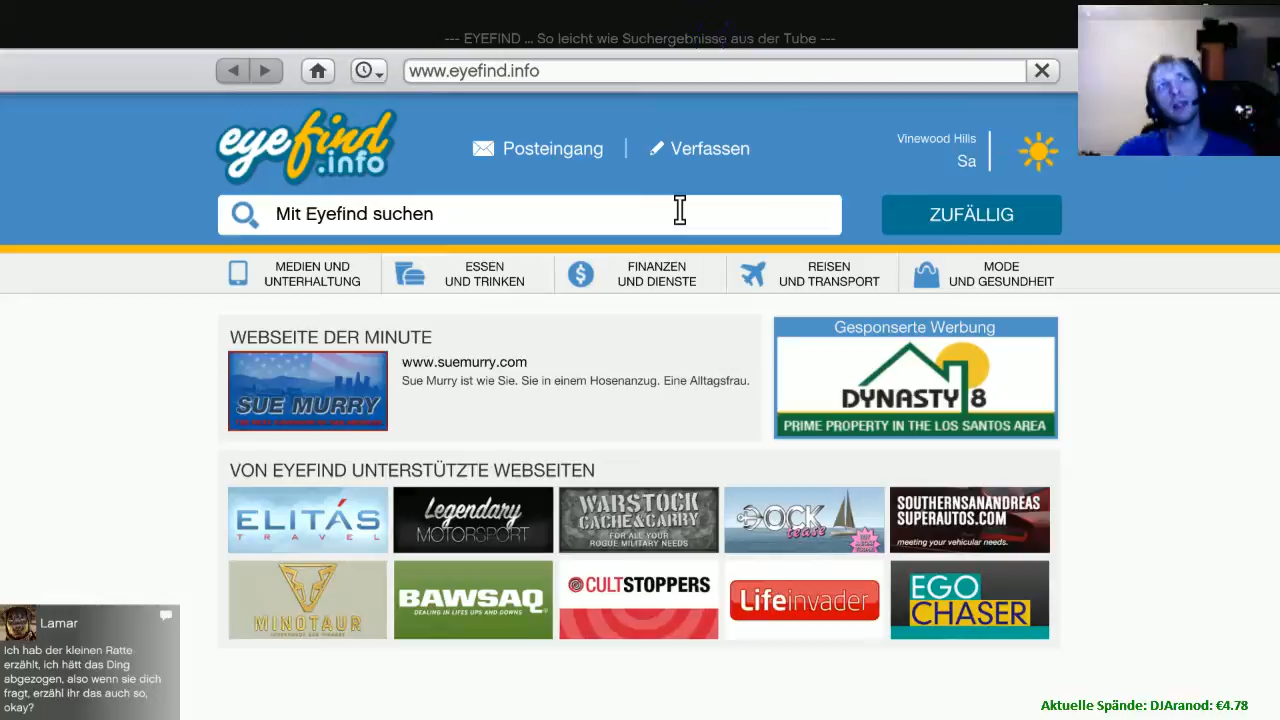 --- EYEFIND ... So leicht wie Suchergebnisse aus der Tube ---
www.eyefind.info
eyefind
.info
Posteingang
Verfassen
Vinewood Hills
Sa
Mit Eyefind suchen
ZUFÄLLIG
MEDIEN UND
UNTERHALTUNG
ESSEN
UND TRINKEN
FINANZEN
UND DIENSTE
REISEN
UND TRANSPORT
MODE
UND GESUNDHEIT
WEBSEITE DER MINUTE
SUE MURRY
www.suemurry.com
Sue Murry ist wie Sie. Sie in einem Hosenanzug. Eine Alltagsfrau.
Gesponserte Werbung
DYNASTY 8
PRIME PROPERTY IN THE LOS SANTOS AREA
VON EYEFIND UNTERSTÜTZTE WEBSEITEN
ELITÁS
TRAVEL
Legendary
MOTORSPORT
WARSTOCK
CACHE&CARRY
FOR ALL YOUR
ROGUE MILITARY NEEDS
DOCK
tease
SOUTHERNSANANDREAS
SUPERAUTOS.COM
meeting your vehicular needs.
MINOTAUR
BAWSAQ
DEALING IN LIFES UPS AND DOWNS
CULTSTOPPERS
Lifeinvader
EGO
CHASER
Lamar
Ich hab der kleinen Ratte
erzählt, ich hätt das Ding
abgezogen, also wenn sie dich
fragt, erzähl ihr das auch so,
okay?
Aktuelle Spände: DJAranod: €4.78